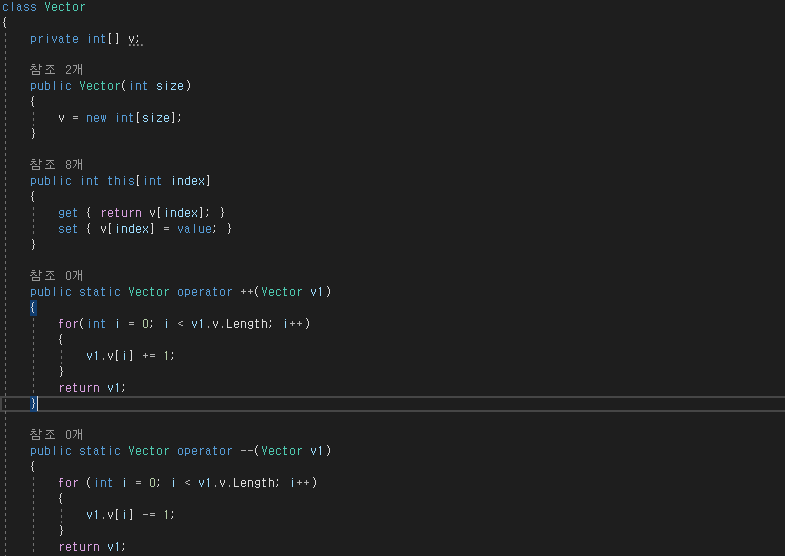 class Vector
{
private int[] v;
참조 2개
public Vector(int size)
{
v = new int[size];
}
참조 8개
public int this[int index]
{
get { return v[index]; }
set { v[index] = value; }
}
참조 0개
public static Vector operator ++(Vector v1)
{
for(int i = 0; i < v1.v.Length; i++)
{
v1.v[i] += 1;
}
return v1;
}
참조 0개
public static Vector operator --(Vector v1)
{
for (int i = 0; i < v1.v.Length; i++)
{
v1.v[i] -= 1;
}
return v1;